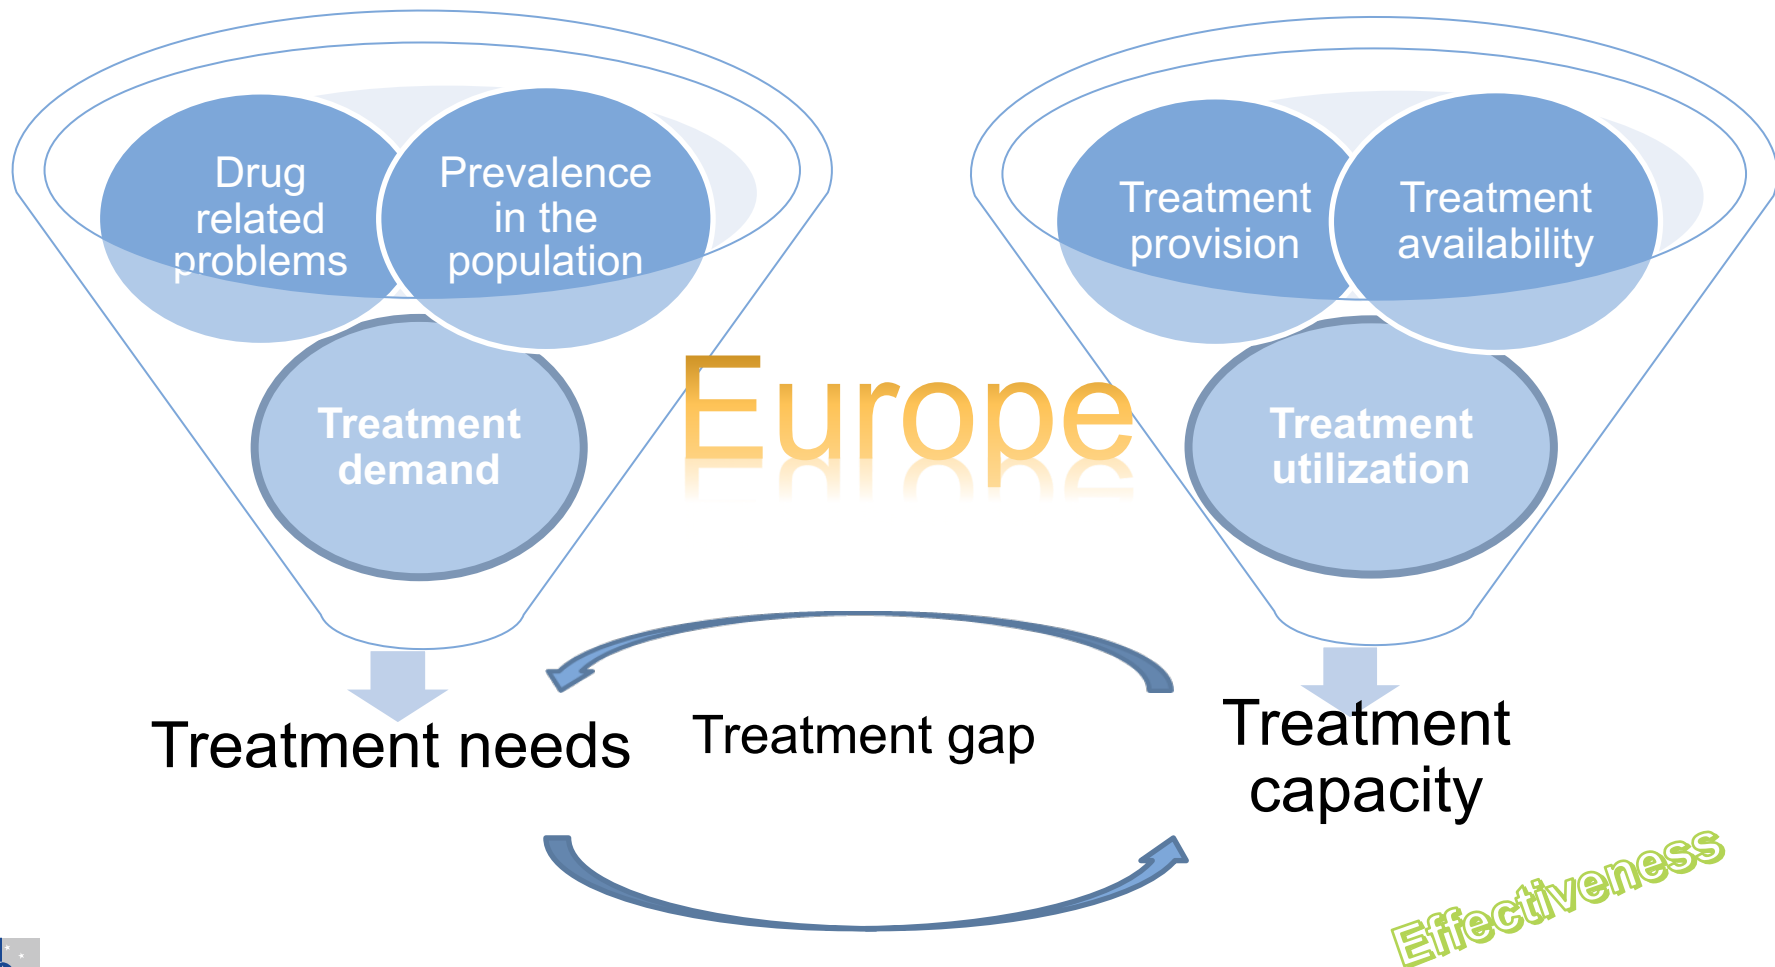 Drug
related
problems
Prevalence
in the
population
Treatment
demand
Treatment needs
Europe
Treatment gap
Treatment
provision
Treatment
availability
Treatment
utilization
Treatment
capacity
Effectiveness